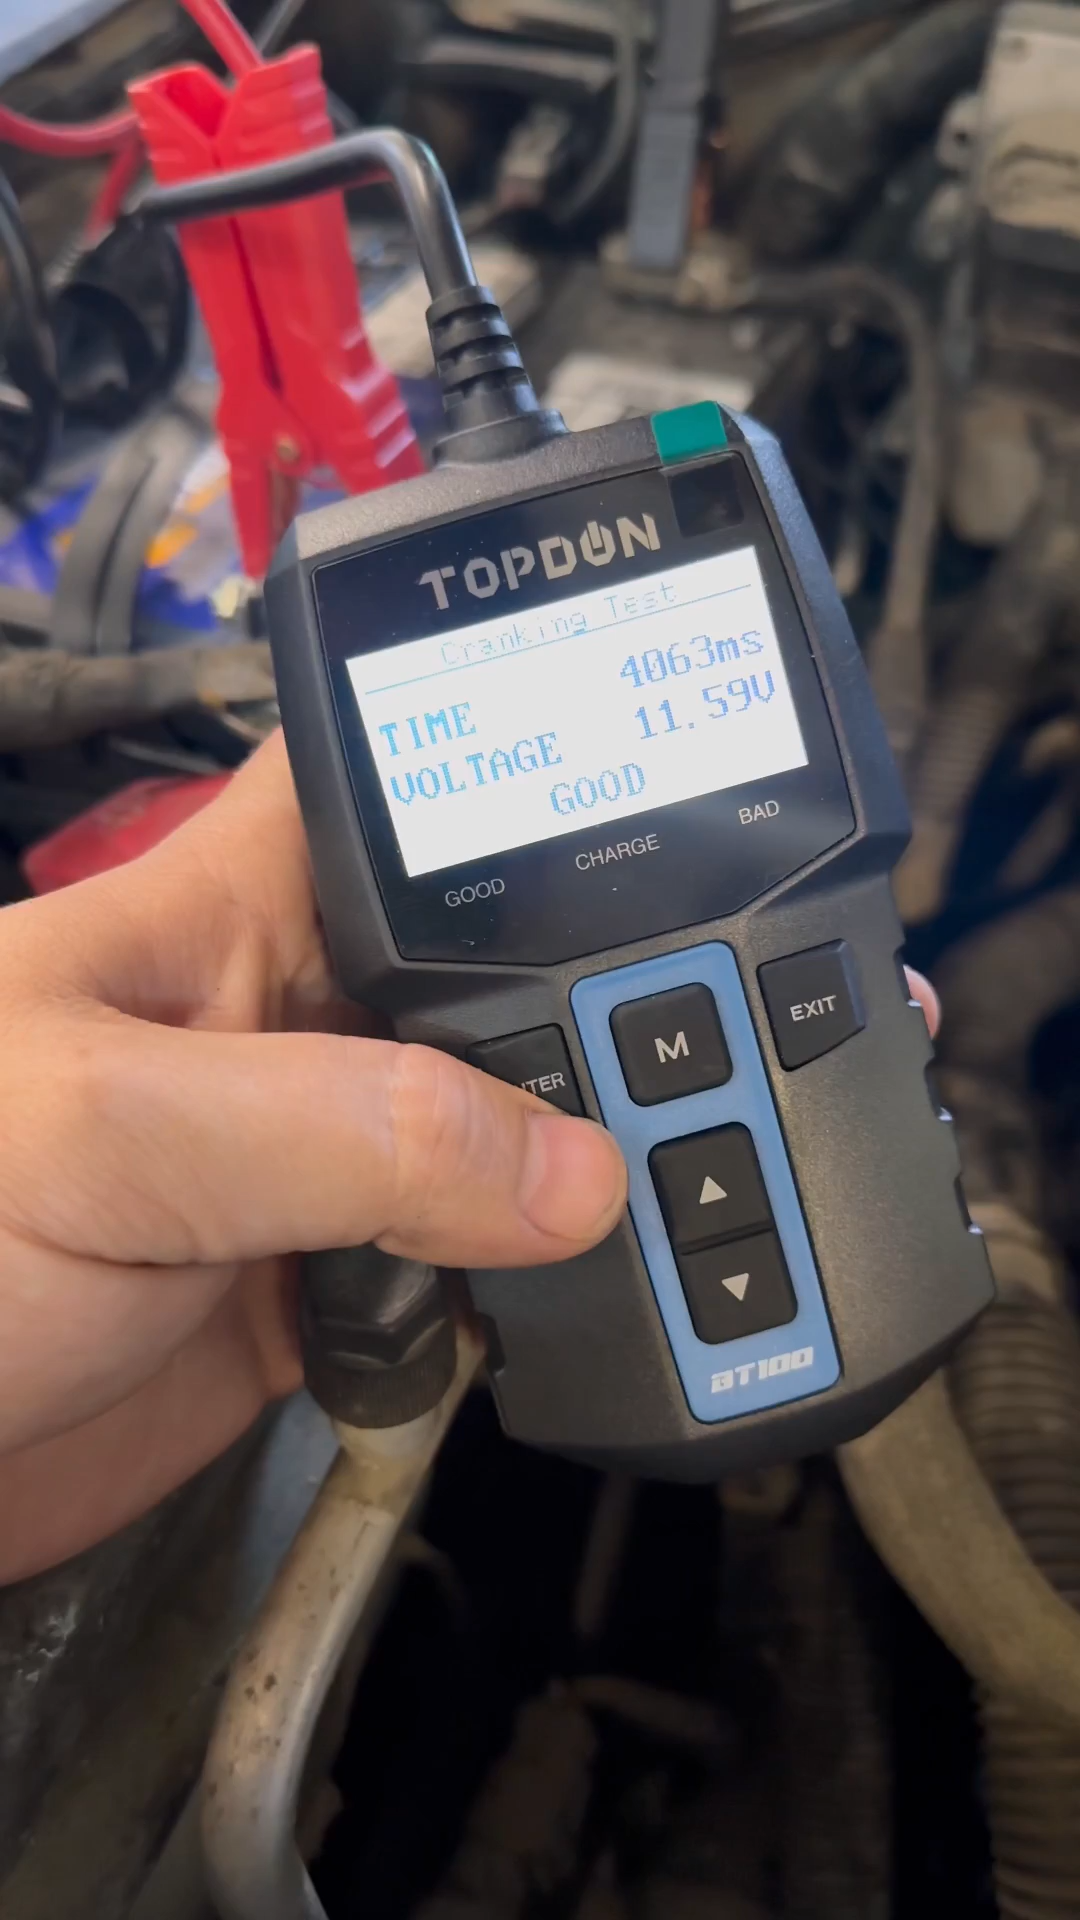 TOPDON
Cranking Test
TIME 4063ms
VOLTAGE 11.59V
GOOD
GOOD CHARGE BAD
M EXIT
▲
▼
BT100